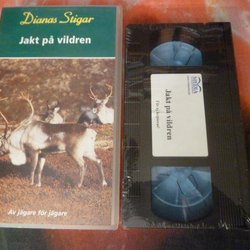 Dianas Stigar
Jakt på vildren
Av jägare för jägare
Jakt på vildren